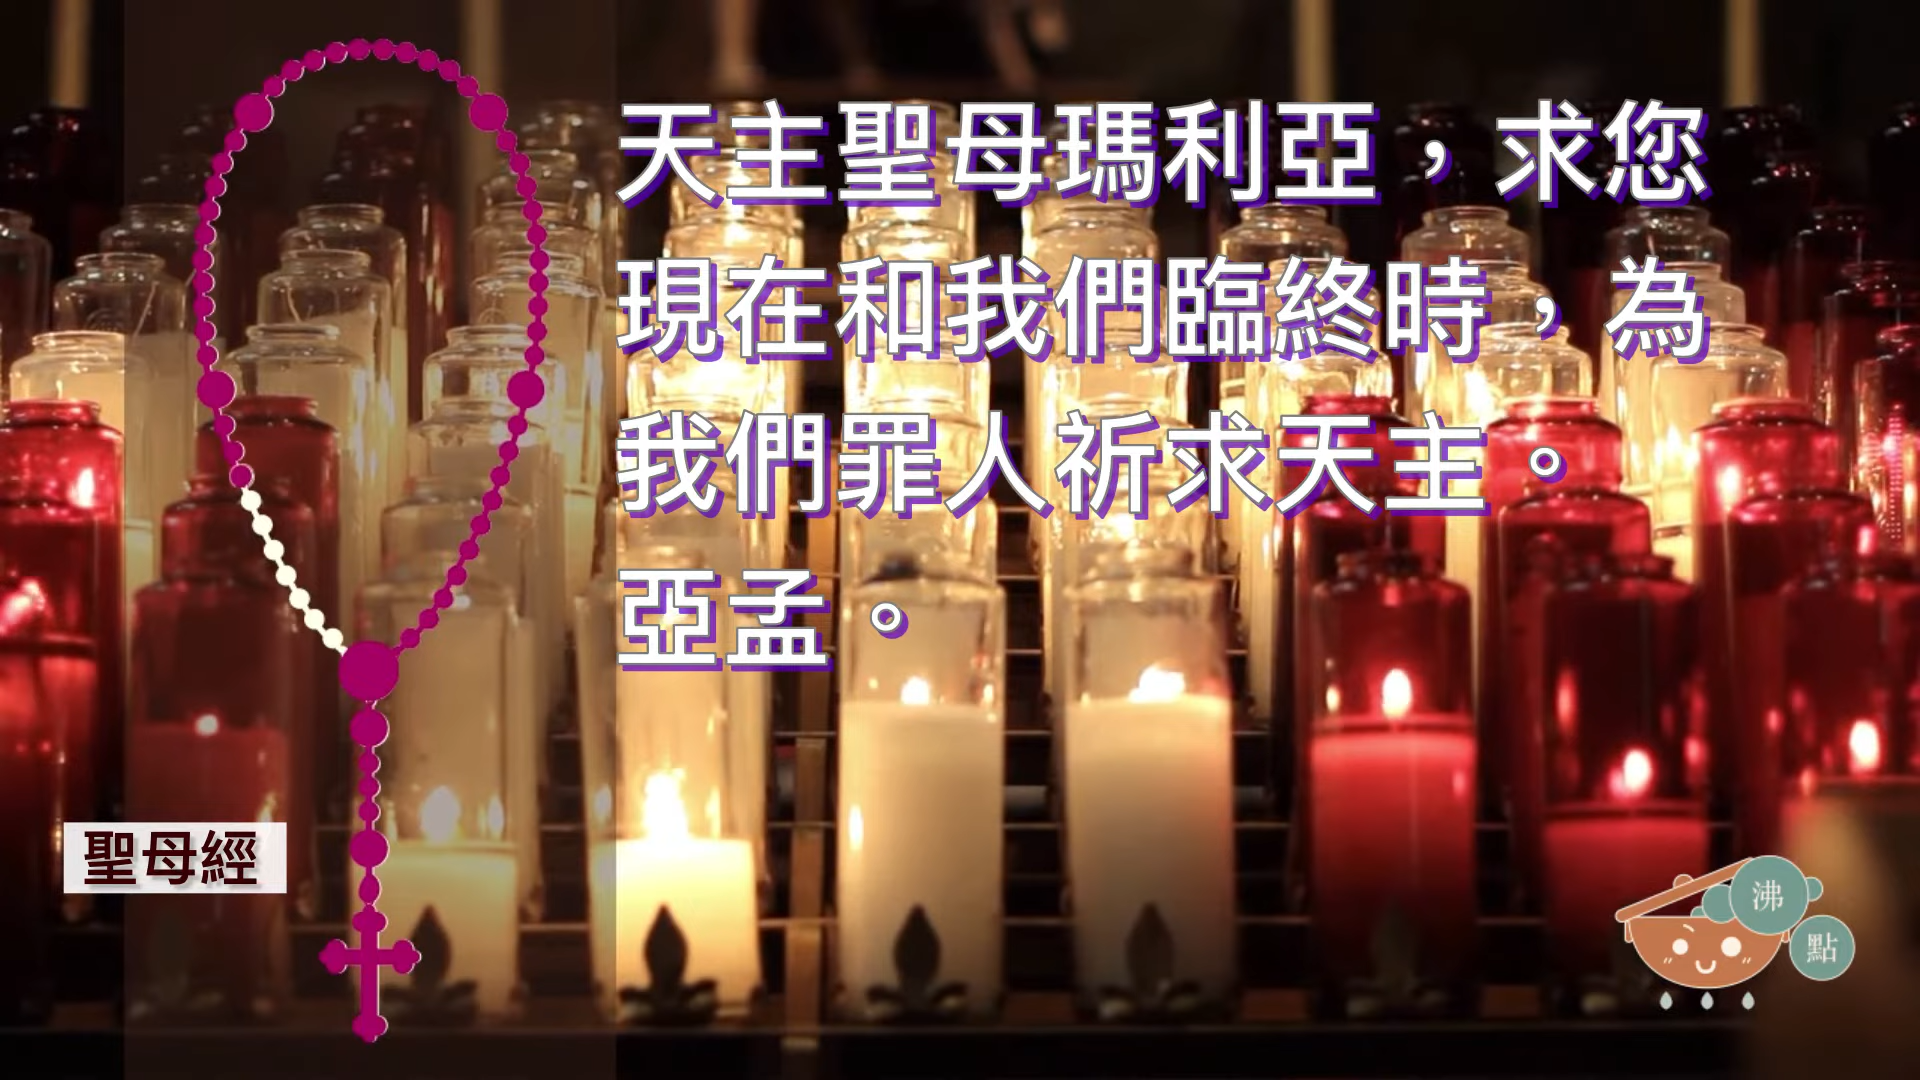 天主聖母瑪利亞，求您
現在和我們臨終時，為
我們罪人祈求天主。
亞孟。
聖母經
沸
點